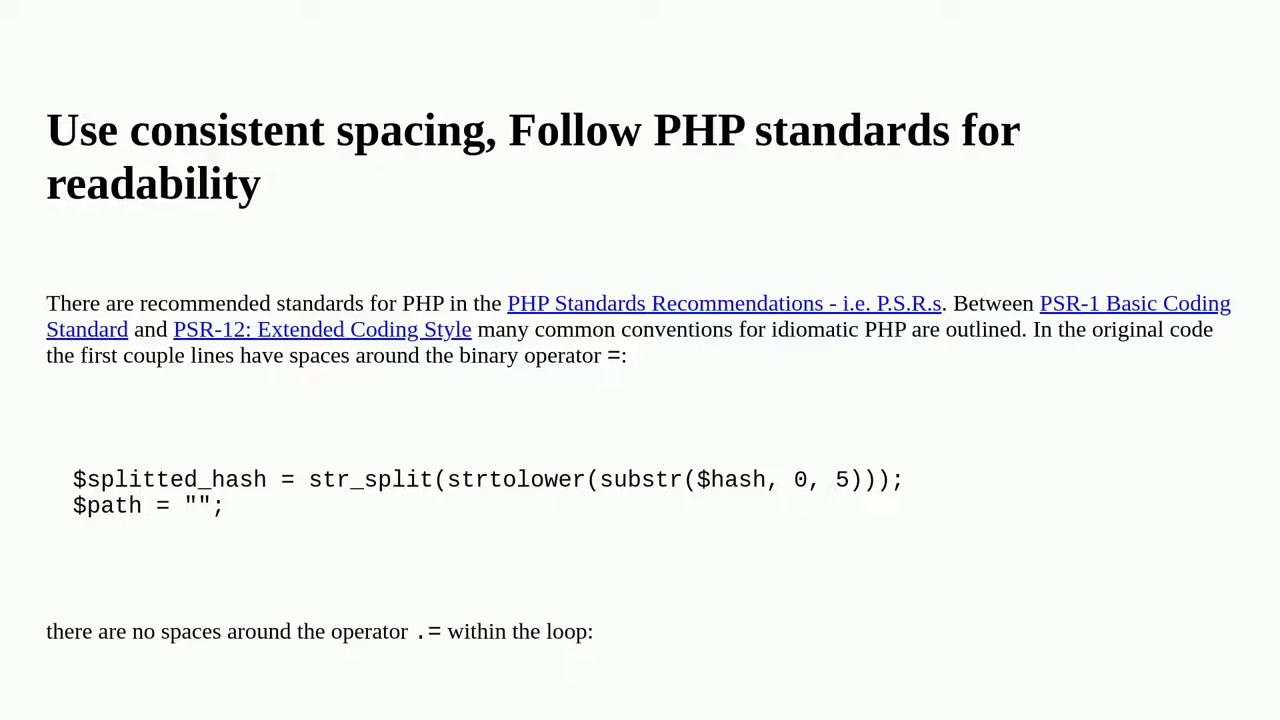 Use consistent spacing, Follow PHP standards for
readability
There are recommended standards for PHP in the PHP Standards Recommendations - i.e. P.S.R.s. Between PSR-1 Basic Coding
Standard and PSR-12: Extended Coding Style many common conventions for idiomatic PHP are outlined. In the original code
the first couple lines have spaces around the binary operator =:
$splitted_hash = str_split(strtolower(substr($hash, 0, 5)));
$path = "";
there are no spaces around the operator .= within the loop: